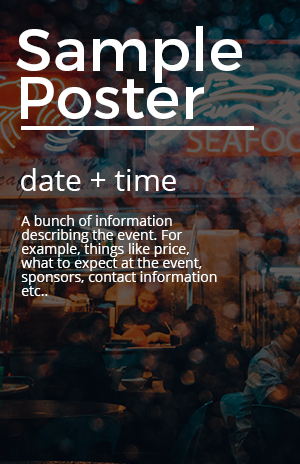 Sample
Poster
SEAFOO
date + time
A bunch of information
describing the event. For
example, things like price,
what to expect at the event,
sponsors, contact information
etc..